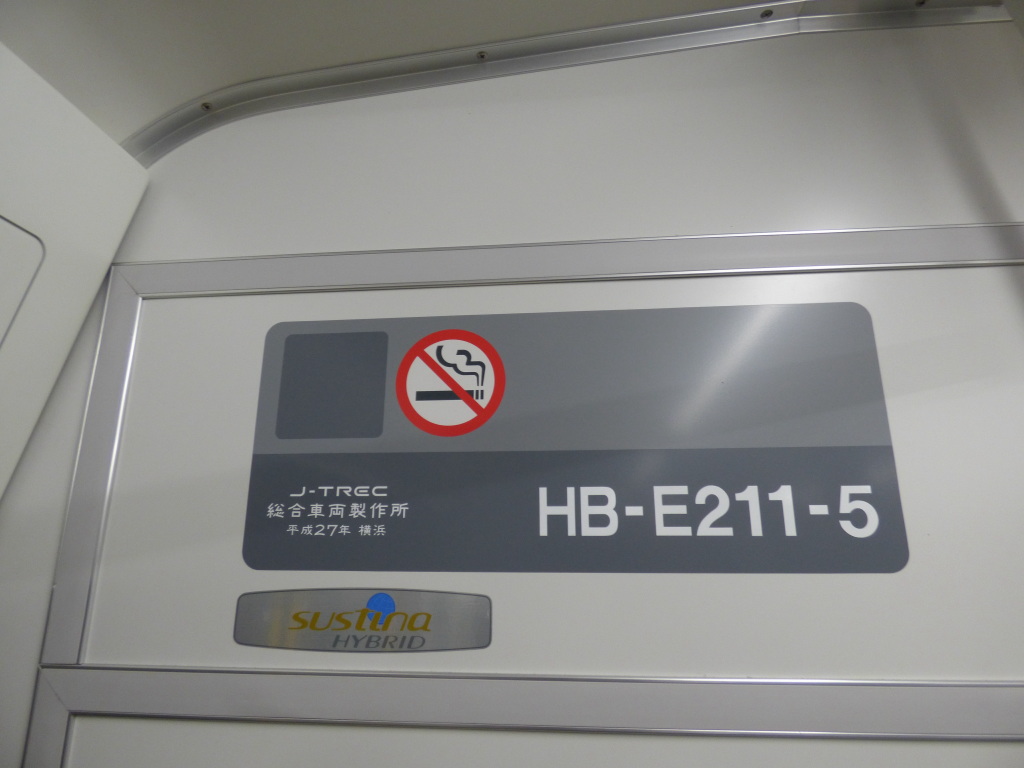 J-TREC
総合車両製作所
平成27年 横浜
HB-E211-5
sustina
HYBRID